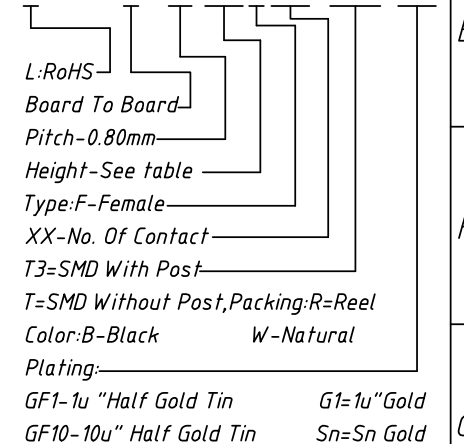 L:RoHS
Board To Board
Pitch-0.80mm
Height-See table
Type:F-Female
XX-No. Of Contact
T3=SMD With Post
T=SMD Without Post,Packing:R=Reel
Color:B-Black W-Natural
Plating:
GF1-1u "Half Gold Tin G1=1u"Gold
GF10-10u" Half Gold Tin Sn=Sn Gold